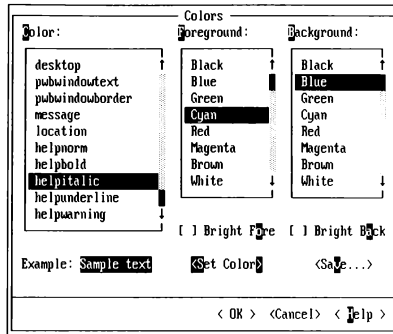 Colors
Color:
desktop
pwbwindowtext
pwbwindowborder
message
location
helpnorm
helpbold
helpitalic
helpunderline
helpwarning
Foreground:
Black
Blue
Green
Cyan
Red
Magenta
Brown
White
Background:
Black
Blue
Green
Cyan
Red
Magenta
Brown
White
[ ] Bright Fore [ ] Bright Back
Example: Sample text <Set Color> <Save...>
< OK > <Cancel> < Help >